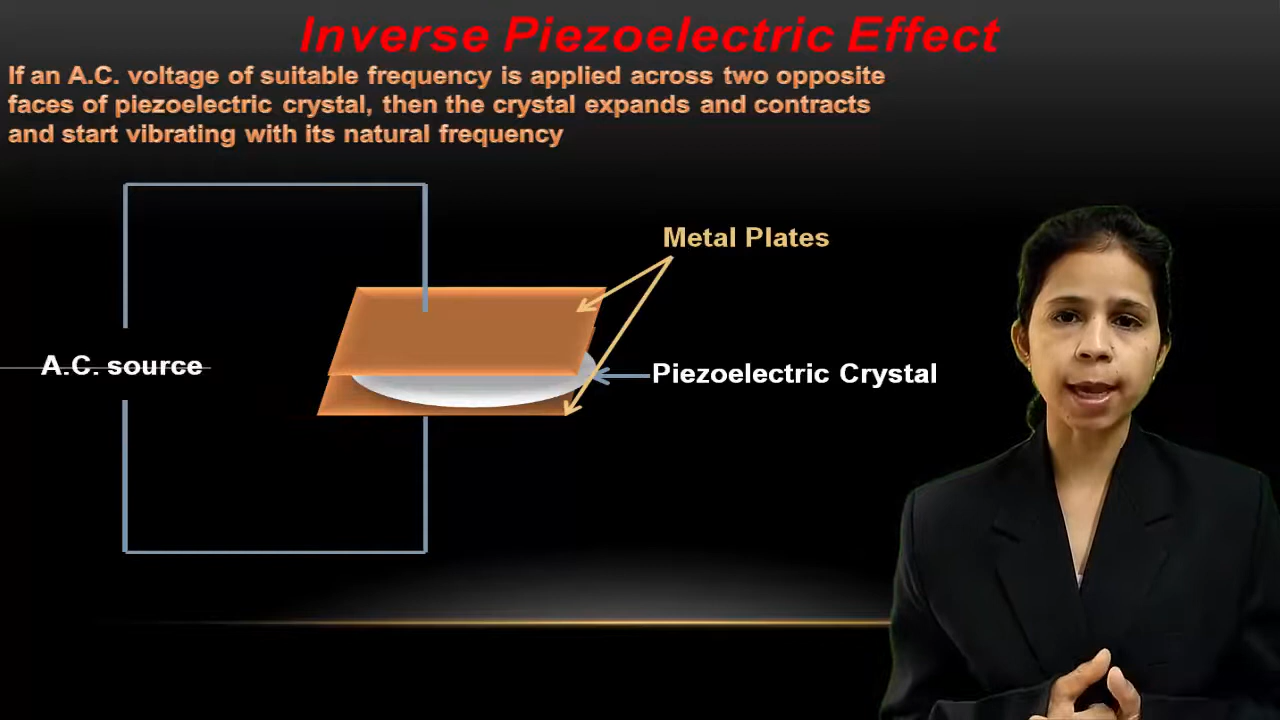 Inverse Piezoelectric Effect
If an A.C. voltage of suitable frequency is applied across two opposite
faces of piezoelectric crystal, then the crystal expands and contracts
and start vibrating with its natural frequency
Metal Plates
A.C. source
Piezoelectric Crystal